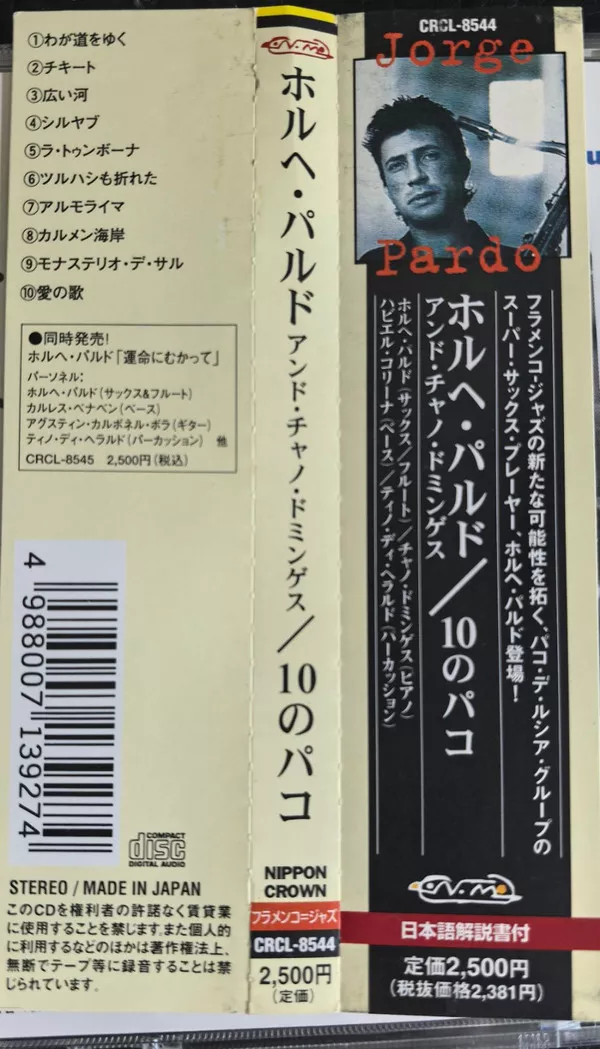 ①わが道をゆく
②チキート
③広い河
④シルヤブ
⑤ラ・トゥンボーナ
⑥ツルハシも折れた
⑦アルモライマ
⑧カルメン海岸
⑨モナステリオ・デ・サル
⑩愛の歌
●同時発売!
ホルヘ・パルド「運命にむかって」
パーソネル:
ホルヘ・パルド(サックス&フルート)
カルレス・ベナベン(ベース)
アグスティン・カルボネル・ボラ(ギター)
ティノ・ディ・ヘラルド(パーカッション) 他
CRCL-8545 2,500円(税込)
4 988007 139274
COMPACT
disc
DIGITAL AUDIO
STEREO / MADE IN JAPAN
このCDを権利者の許諾なく賃貸業
に使用することを禁じます。また個人的
に利用するなどのほかは著作権法上、
無断でテープ等に録音することは禁
じられています。
ホルヘ・パルド アンド・チャノ・ドミンゲス/10のパコ
NIPPON
CROWN
フラメンコ=ジャズ
CRCL-8544
2,500円
(定価)
CRCL-8544
Jorge
Pardo
フラメンコ=ジャズの新たな可能性を拓く、パコ・デ・ルシア・グループの
スーパー・サックス・プレーヤー、ホルヘ・パルド登場!
ホルヘ・パルド/10のパコ
アンド・チャノ・ドミンゲス
ホルヘ・パルド(サックス/フルート)/チャノ・ドミンゲス(ピアノ)
ハビエル・コリーナ(ベース)/ティノ・ディ・ヘラルド(パーカッション)
日本語解説書付
定価2,500円
(税抜価格2,381円)